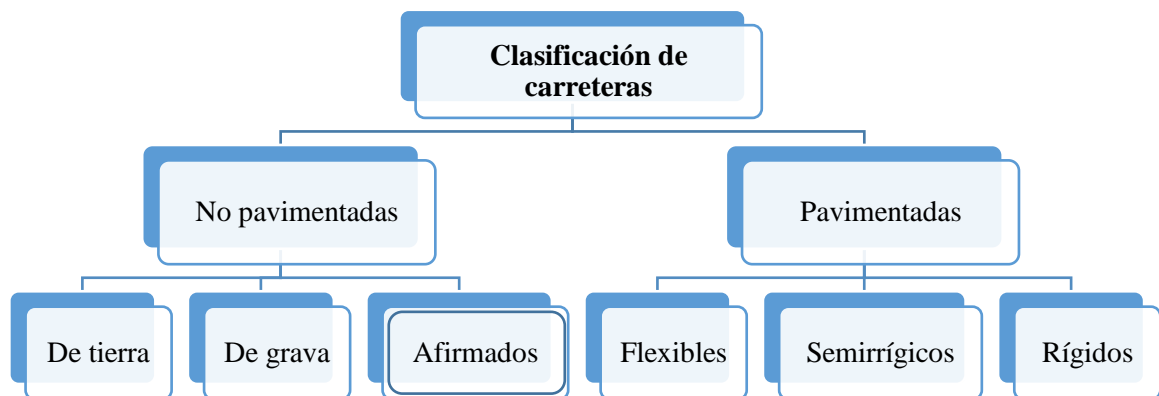 Clasificación de
carreteras
No pavimentadas
Pavimentadas
De tierra
De grava
Afirmados
Flexibles
Semirrígicos
Rígidos